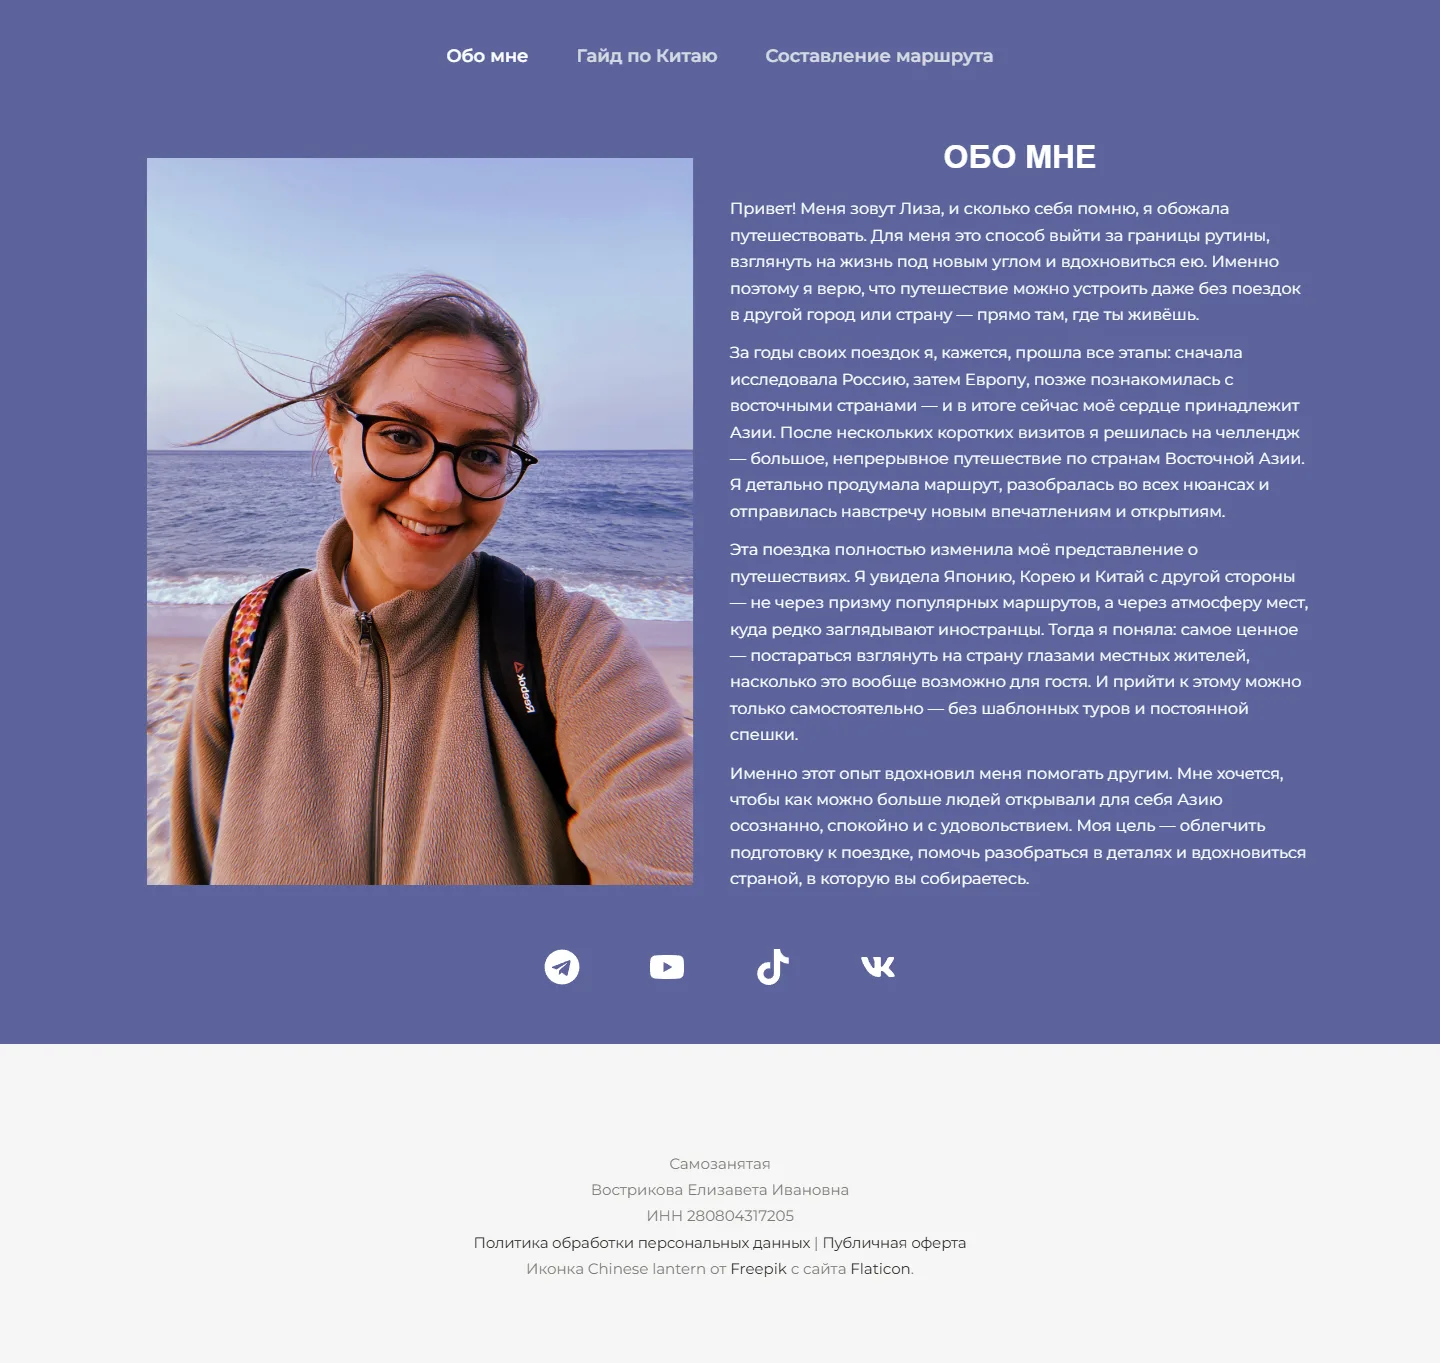 Обо мне
Гайд по Китаю
Составление маршрута
ОБО МНЕ
Привет! Меня зовут Лиза, и сколько себя помню, я обожала
путешествовать. Для меня это способ выйти за границы рутины,
взглянуть на жизнь под новым углом и вдохновиться ею. Именно
поэтому я верю, что путешествие можно устроить даже без поездок
в другой город или страну — прямо там, где ты живёшь.
За годы своих поездок я, кажется, прошла все этапы: сначала
исследовала Россию, затем Европу, позже познакомилась с
восточными странами — и в итоге сейчас моё сердце принадлежит
Азии. После нескольких коротких визитов я решилась на челлендж
— большое, непрерывное путешествие по странам Восточной Азии.
Я детально продумала маршрут, разобралась во всех нюансах и
отправилась навстречу новым впечатлениям и открытиям.
Эта поездка полностью изменила моё представление о
путешествиях. Я увидела Японию, Корею и Китай с другой стороны
— не через призму популярных маршрутов, а через атмосферу мест,
куда редко заглядывают иностранцы. Тогда я поняла: самое ценное
— постараться взглянуть на страну глазами местных жителей,
насколько это вообще возможно для гостя. И прийти к этому можно
только самостоятельно — без шаблонных туров и постоянной
спешки.
Именно этот опыт вдохновил меня помогать другим. Мне хочется,
чтобы как можно больше людей открывали для себя Азию
осознанно, спокойно и с удовольствием. Моя цель — облегчить
подготовку к поездке, помочь разобраться в деталях и вдохновиться
страной, в которую вы собираетесь.
Reebok
Самозанятая
Вострикова Елизавета Ивановна
ИНН 280804317205
Политика обработки персональных данных | Публичная оферта
Иконка Chinese lantern от Freepik с сайта Flaticon.